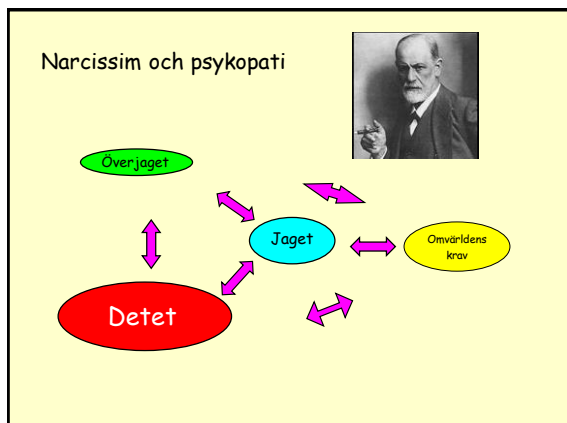 Narcissim och psykopati
Överjaget
Jaget
Omvärldens
krav
Detet